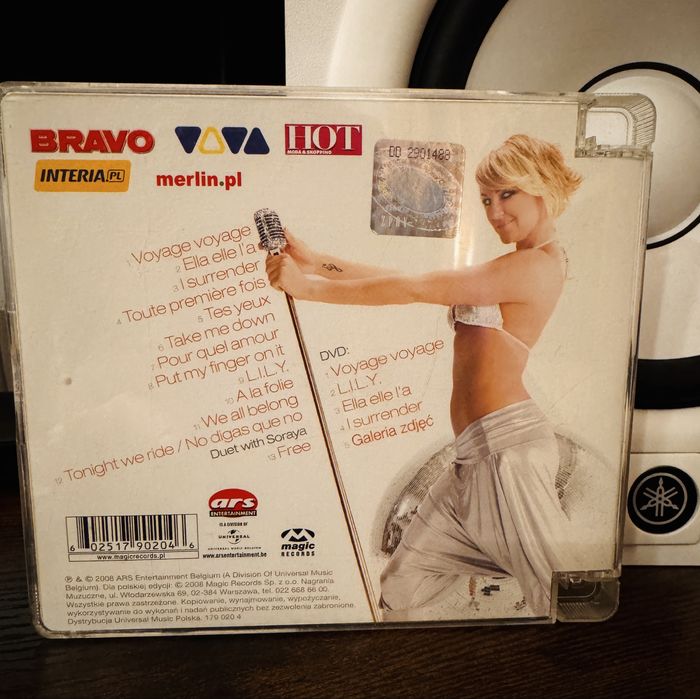 BRAVO VIVA HOT
MODA & SHOPPING
INTERIA.PL merlin.pl
DD 2901488
1 Voyage voyage
2 Ella elle l'a
3 I surrender
4 Toute première fois
5 Tes yeux
6 Take me down
7 Pour quel amour
8 Put my finger on it
9 L.I.L.Y.
10 A la folie
11 We all belong
12 Tonight we ride / No digas que no
Duet with Soraya
13 Free
DVD:
1 Voyage voyage
2 L.I.L.Y.
3 Ella elle l'a
4 I surrender
5 Galeria zdjęć
ars
ENTERTAINMENT
IS A DIVISION OF
UNIVERSAL
UNIVERSAL MUSIC BELGIUM
www.arsentertainment.be
magic
RECORDS
6 02517 90204 6
www.magicrecords.pl
℗ & © 2008 ARS Entertainment Belgium (A Division Of Universal Music
Belgium). Dla polskiej edycji: © 2008 Magic Records Sp. z o.o. Nagrania
Muzyczne, ul. Włodarzewska 69, 02-384 Warszawa, tel. 022 668 66 00.
Wszystkie prawa zastrzeżone. Kopiowanie, wynajmowanie, wypożyczanie,
wykorzystywanie do wykonań i nadań publicznych bez zezwolenia zabronione.
Dystrybucja Universal Music Polska. 179 020 4